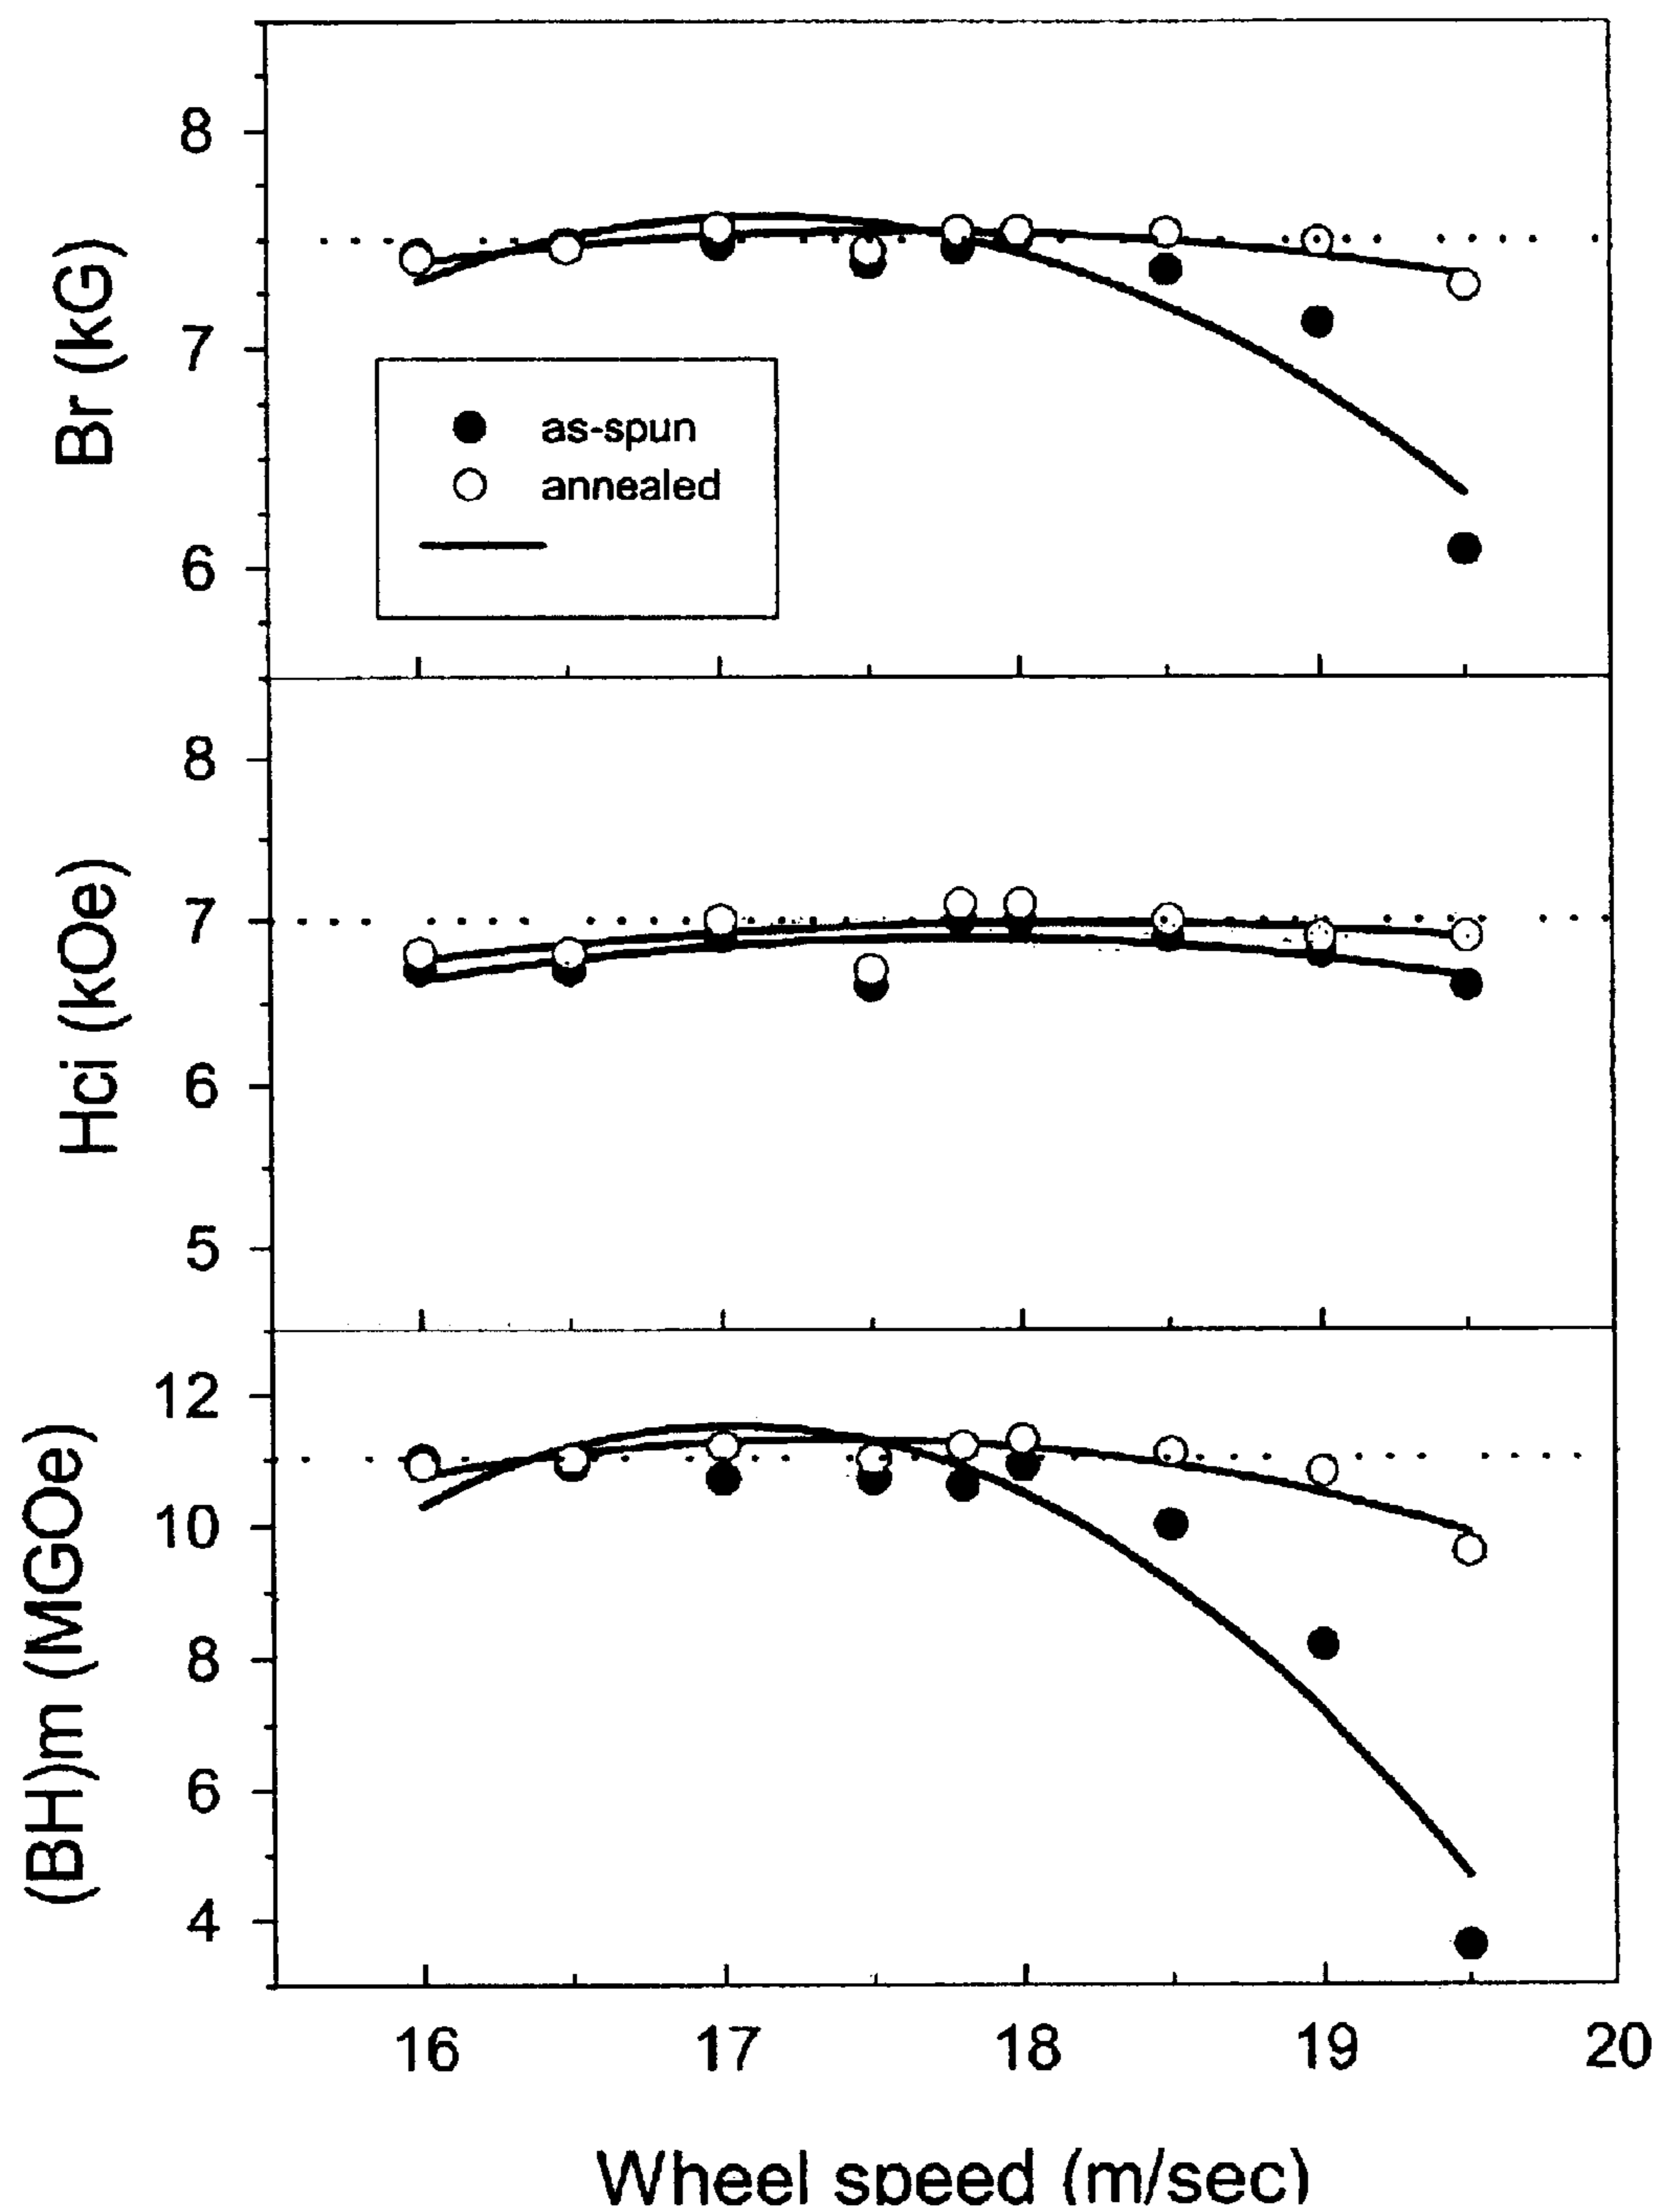 Br (kG)
8
7
6
as-spun
annealed
Hci (kOe)
8
7
6
5
(BH)m (MGOe)
12
10
8
6
4
16 17 18 19 20
Wheel speed (m/sec)